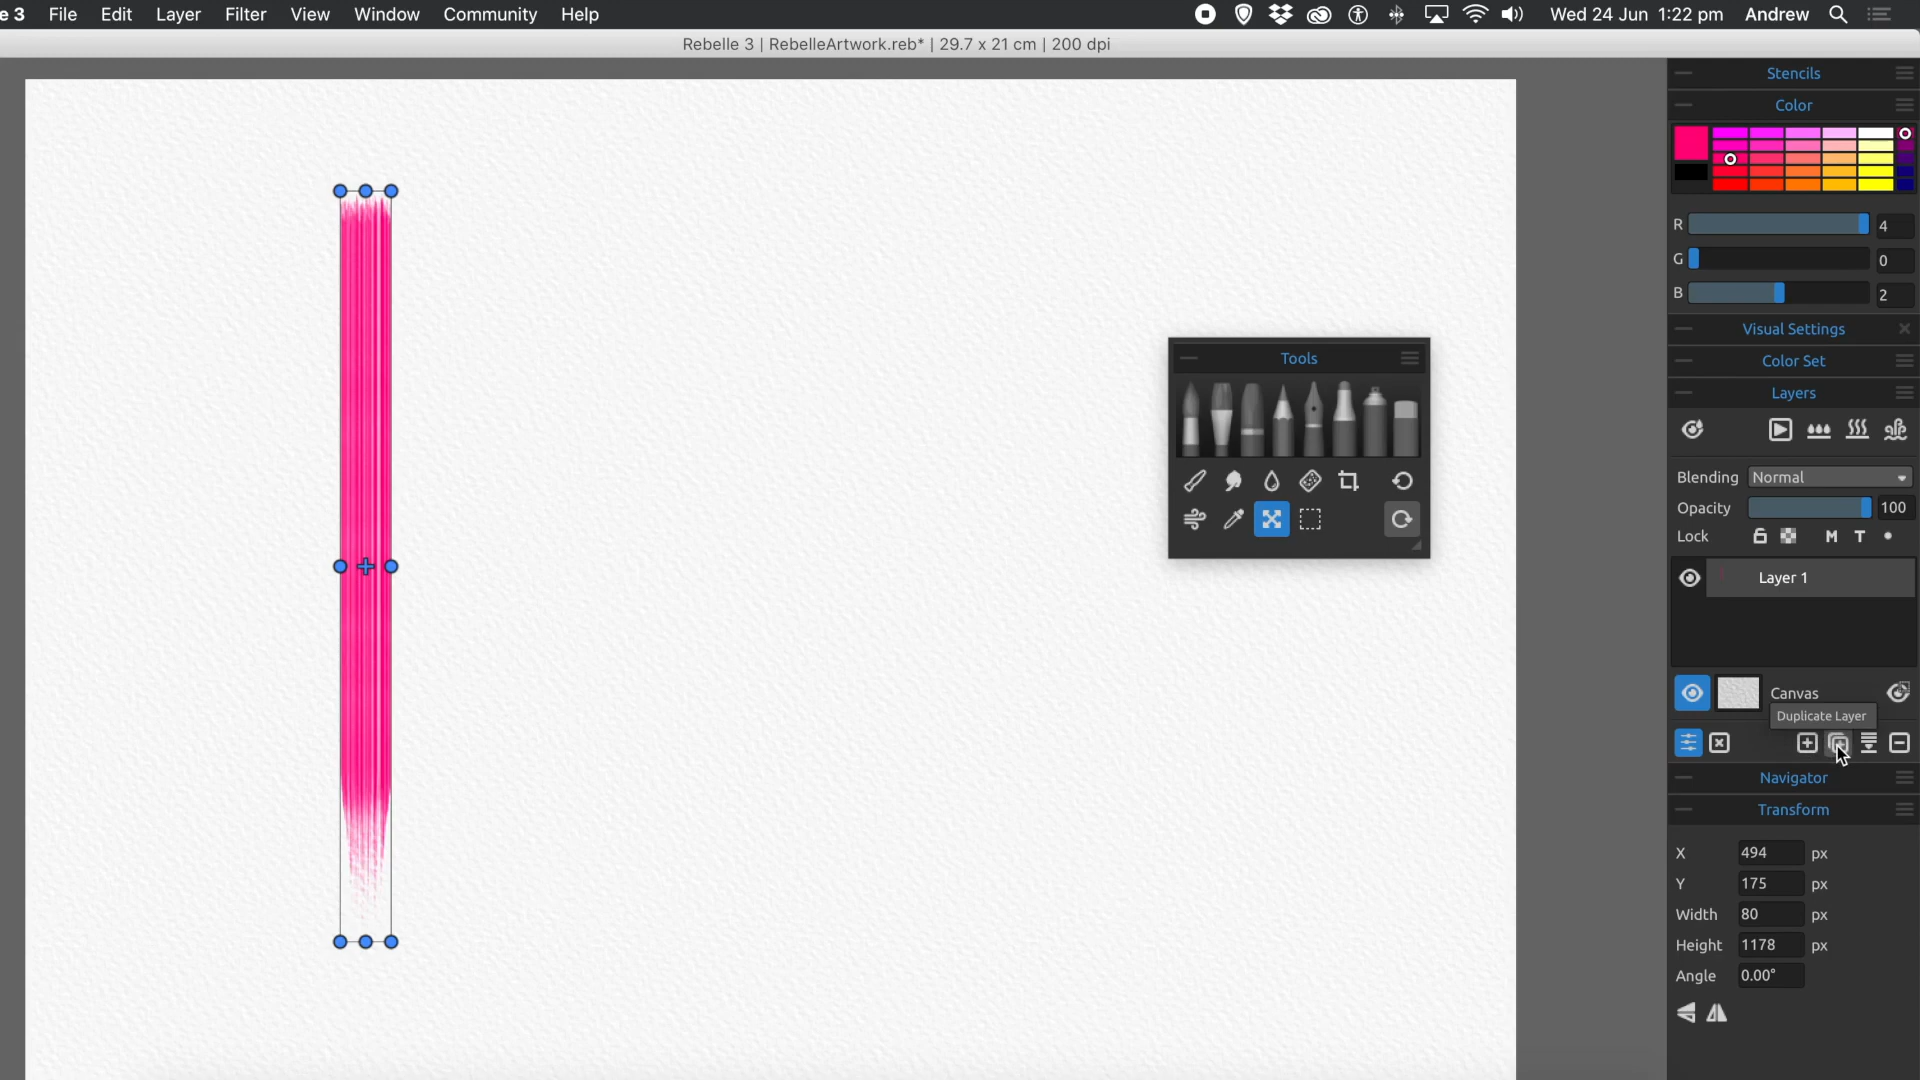 e 3 File Edit Layer Filter View Window Community Help Wed 24 Jun 1:22 pm Andrew
Rebelle 3 | RebelleArtwork.reb* | 29.7 x 21 cm | 200 dpi
Stencils
Color
R 4
G 0
B 2
Visual Settings
Color Set
Layers
Blending Normal
Opacity 100
Lock M T
Layer 1
Canvas
Duplicate Layer
Navigator
Transform
X 494 px
Y 175 px
Width 80 px
Height 1178 px
Angle 0.00°
Tools